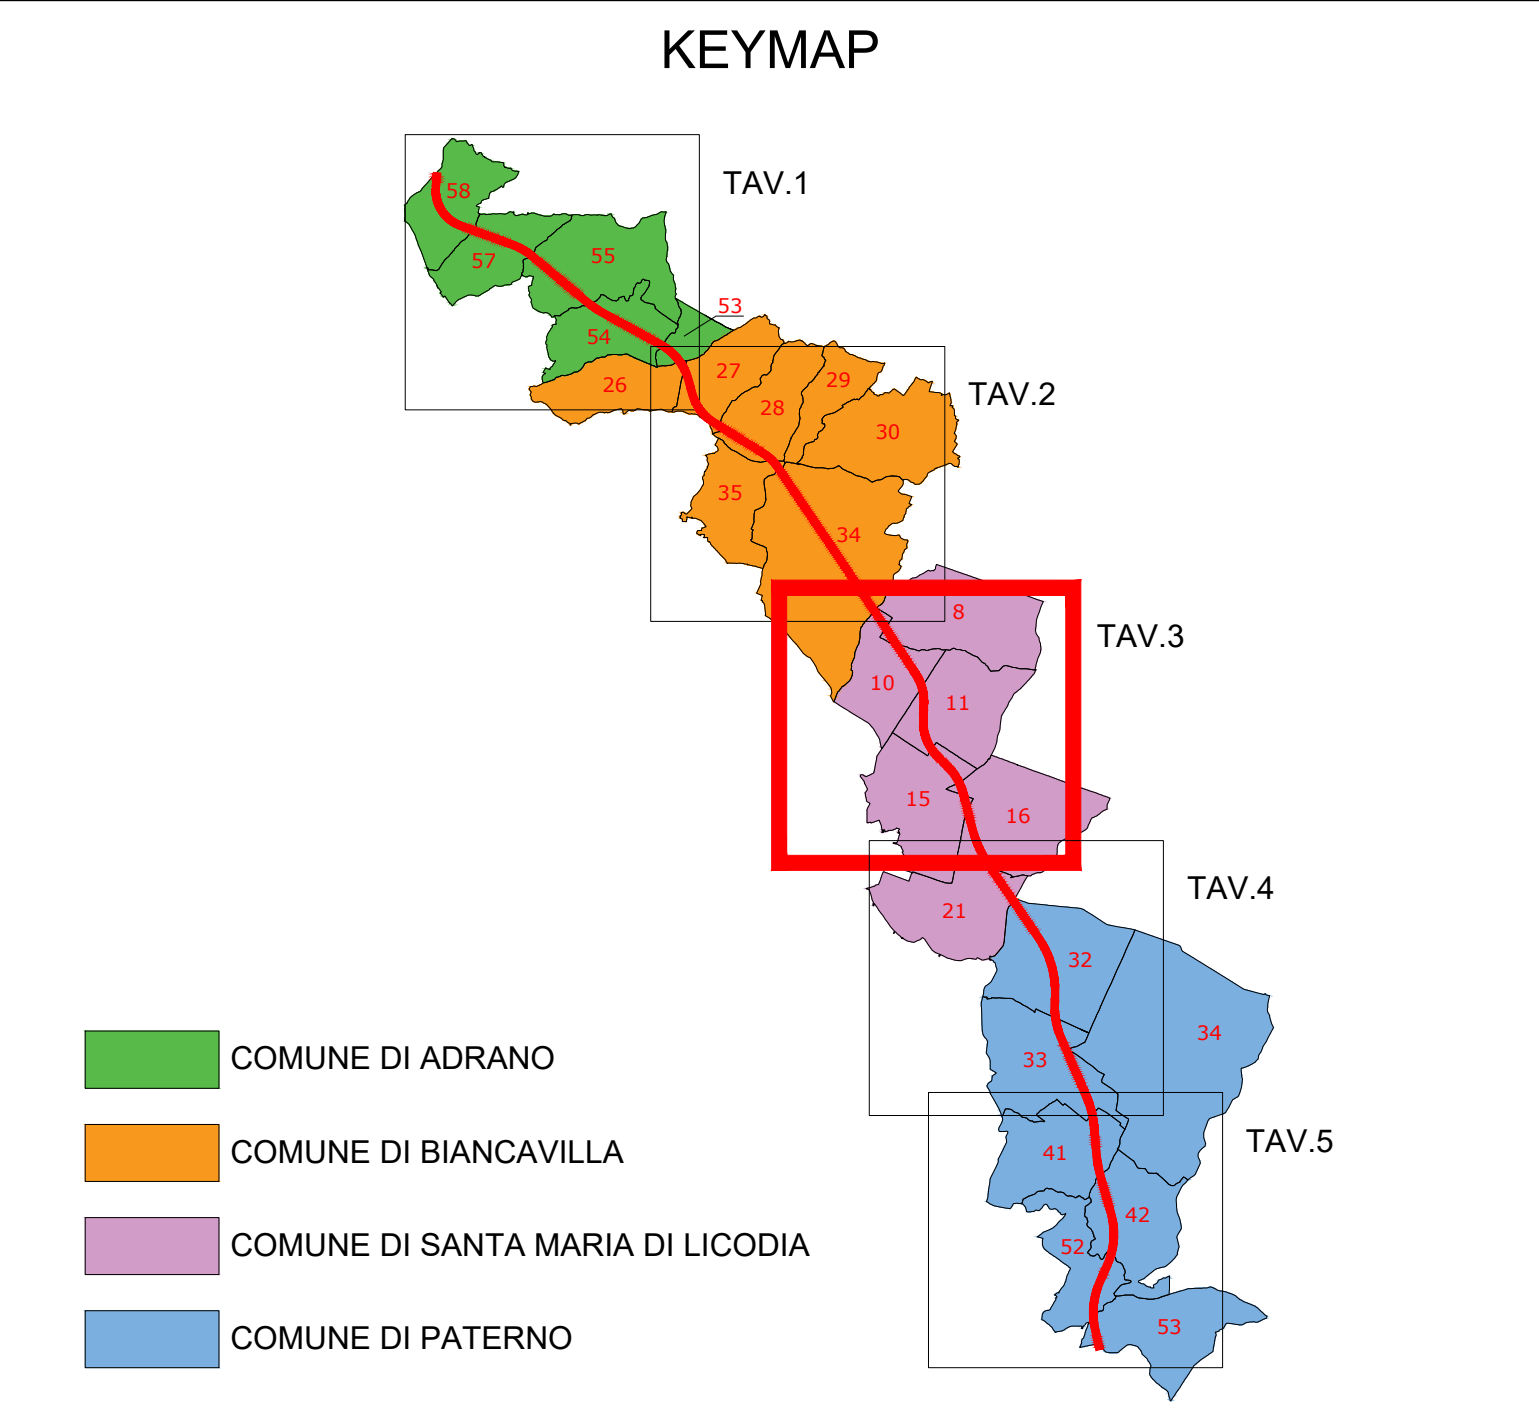 KEYMAP
TAV.1
58
55
57
53
54
27
29
26
TAV.2
28
30
35
34
8
TAV.3
10
11
15
16
TAV.4
21
32
34
COMUNE DI ADRANO
33
TAV.5
COMUNE DI BIANCAVILLA
41
42
COMUNE DI SANTA MARIA DI LICODIA
52
53
COMUNE DI PATERNO